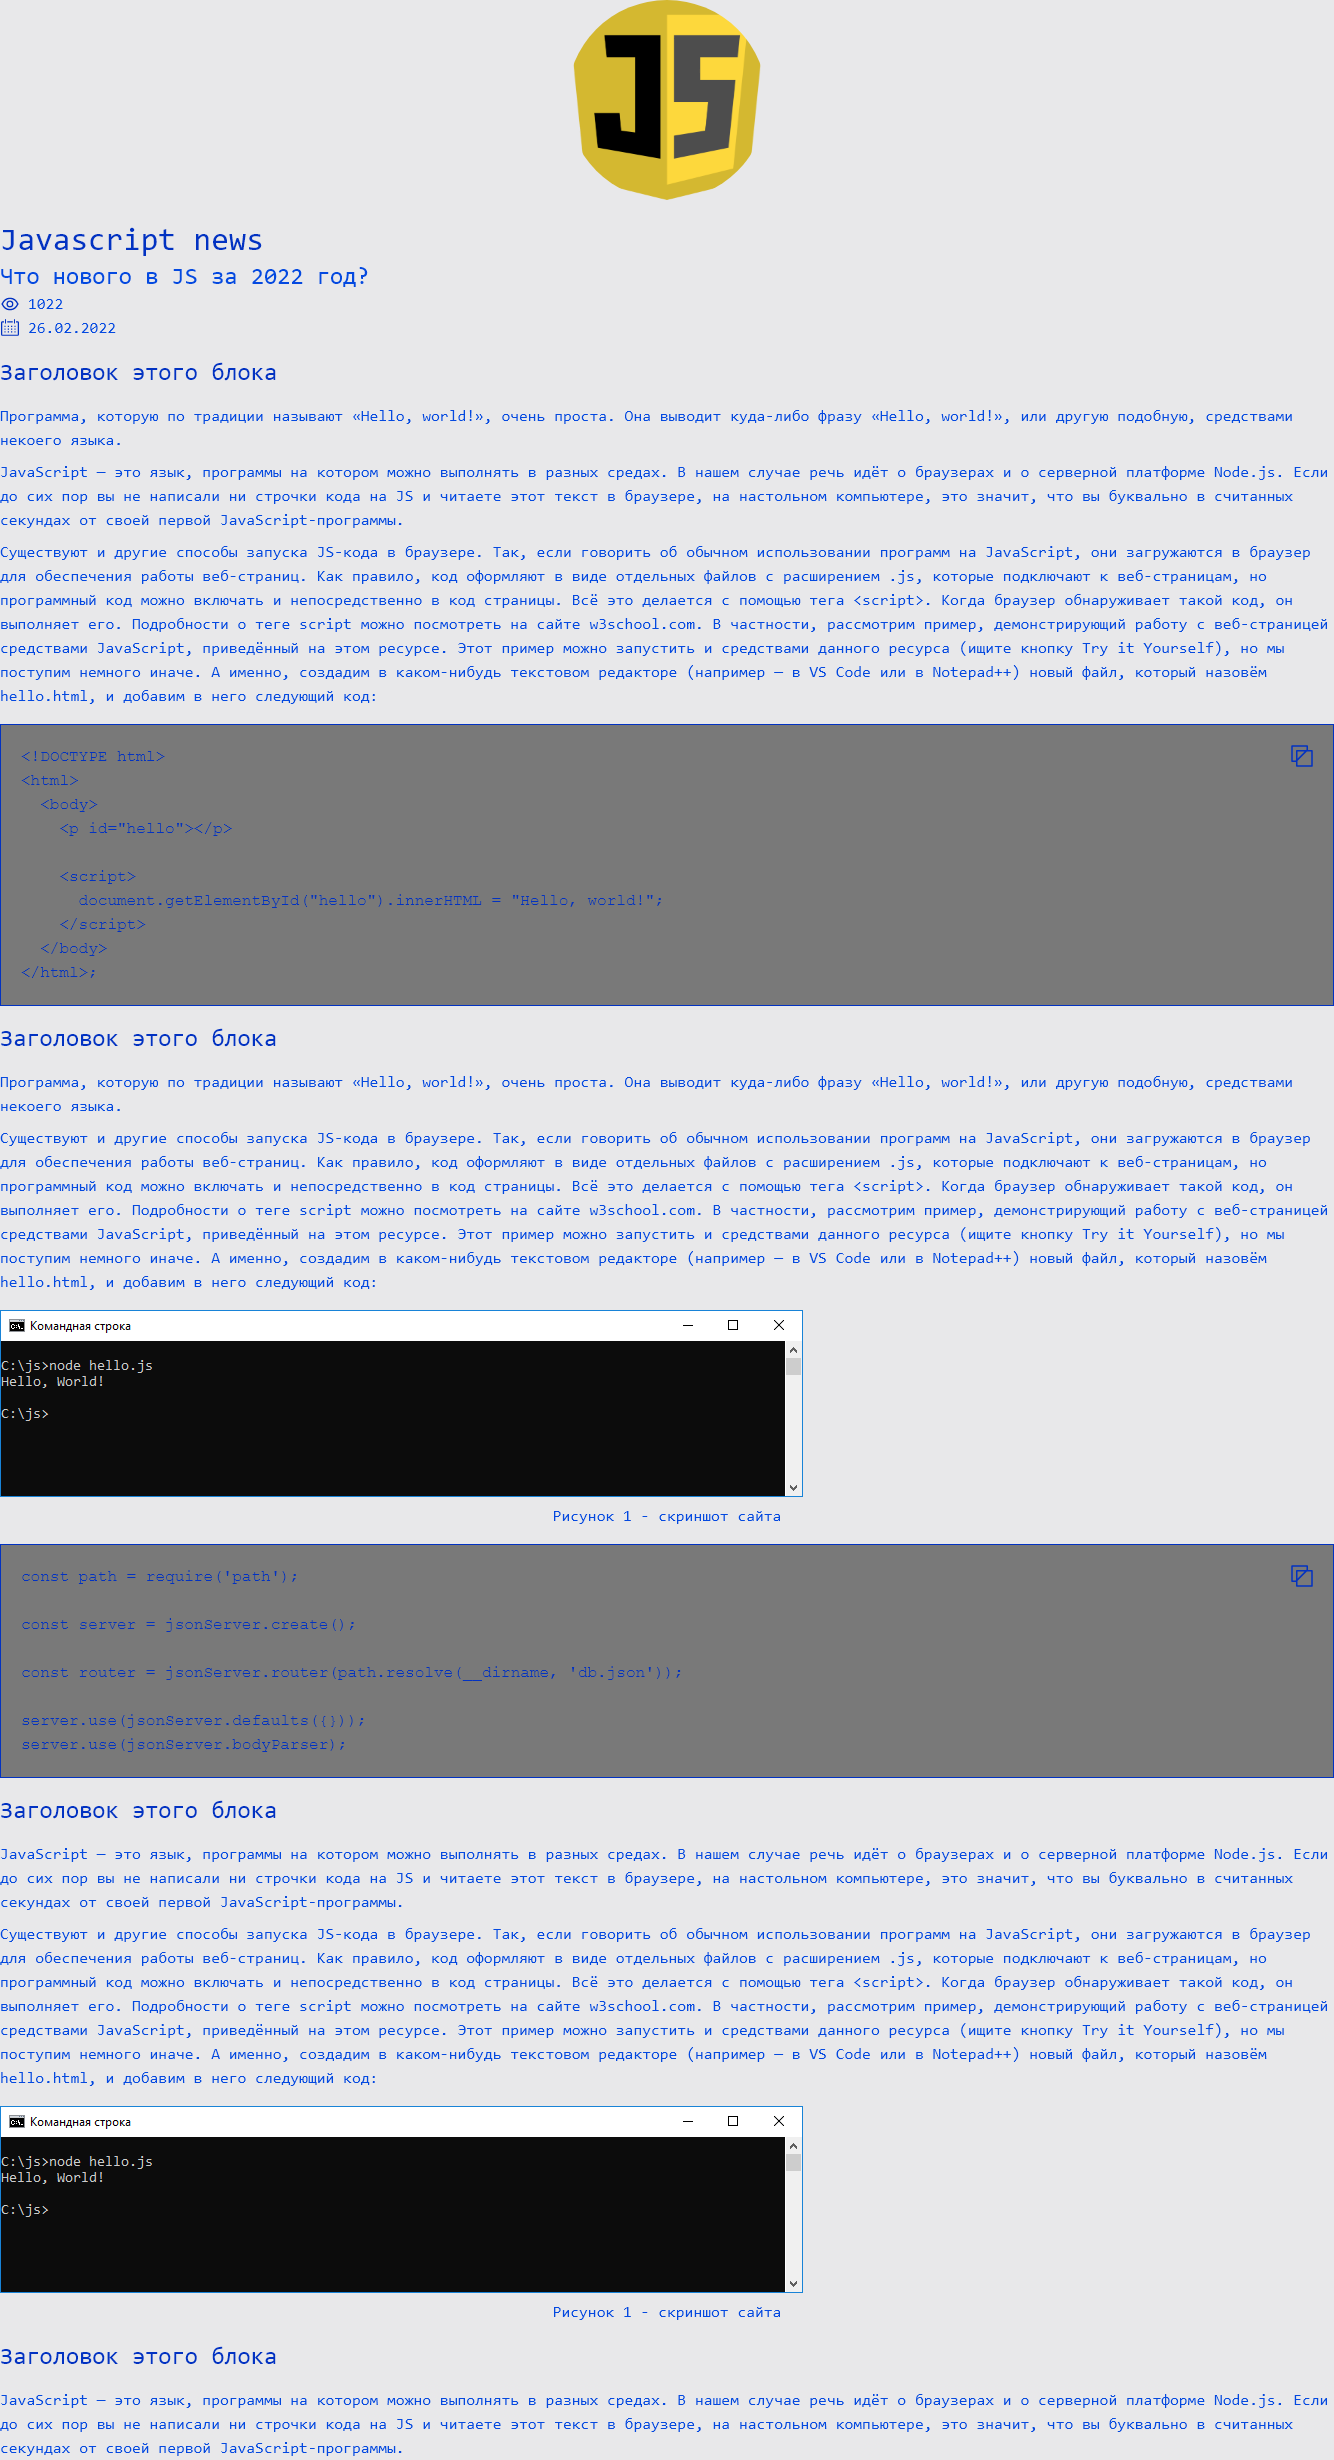 JS
Javascript news
Что нового в JS за 2022 год?
1022
26.02.2022
Заголовок этого блока
Программа, которую по традиции называют «Hello, world!», очень проста. Она выводит куда-либо фразу «Hello, world!», или другую подобную, средствами
некоего языка.
JavaScript — это язык, программы на котором можно выполнять в разных средах. В нашем случае речь идёт о браузерах и о серверной платформе Node.js. Если
до сих пор вы не написали ни строчки кода на JS и читаете этот текст в браузере, на настольном компьютере, это значит, что вы буквально в считанных
секундах от своей первой JavaScript-программы.
Существуют и другие способы запуска JS-кода в браузере. Так, если говорить об обычном использовании программ на JavaScript, они загружаются в браузер
для обеспечения работы веб-страниц. Как правило, код оформляют в виде отдельных файлов с расширением .js, которые подключают к веб-страницам, но
программный код можно включать и непосредственно в код страницы. Всё это делается с помощью тега <script>. Когда браузер обнаруживает такой код, он
выполняет его. Подробности о теге script можно посмотреть на сайте w3school.com. В частности, рассмотрим пример, демонстрирующий работу с веб-страницей
средствами JavaScript, приведённый на этом ресурсе. Этот пример можно запустить и средствами данного ресурса (ищите кнопку Try it Yourself), но мы
поступим немного иначе. А именно, создадим в каком-нибудь текстовом редакторе (например — в VS Code или в Notepad++) новый файл, который назовём
hello.html, и добавим в него следующий код:
<!DOCTYPE html>
<html>
  <body>
    <p id="hello"></p>
    <script>
      document.getElementById("hello").innerHTML = "Hello, world!";
    </script>
  </body>
</html>;
Заголовок этого блока
Программа, которую по традиции называют «Hello, world!», очень проста. Она выводит куда-либо фразу «Hello, world!», или другую подобную, средствами
некоего языка.
Существуют и другие способы запуска JS-кода в браузере. Так, если говорить об обычном использовании программ на JavaScript, они загружаются в браузер
для обеспечения работы веб-страниц. Как правило, код оформляют в виде отдельных файлов с расширением .js, которые подключают к веб-страницам, но
программный код можно включать и непосредственно в код страницы. Всё это делается с помощью тега <script>. Когда браузер обнаруживает такой код, он
выполняет его. Подробности о теге script можно посмотреть на сайте w3school.com. В частности, рассмотрим пример, демонстрирующий работу с веб-страницей
средствами JavaScript, приведённый на этом ресурсе. Этот пример можно запустить и средствами данного ресурса (ищите кнопку Try it Yourself), но мы
поступим немного иначе. А именно, создадим в каком-нибудь текстовом редакторе (например — в VS Code или в Notepad++) новый файл, который назовём
hello.html, и добавим в него следующий код:
Командная строка
C:\js>node hello.js
Hello, World!
C:\js>
Рисунок 1 - скриншот сайта
const path = require('path');
const server = jsonServer.create();
const router = jsonServer.router(path.resolve(__dirname, 'db.json'));
server.use(jsonServer.defaults({}));
server.use(jsonServer.bodyParser);
Заголовок этого блока
JavaScript — это язык, программы на котором можно выполнять в разных средах. В нашем случае речь идёт о браузерах и о серверной платформе Node.js. Если
до сих пор вы не написали ни строчки кода на JS и читаете этот текст в браузере, на настольном компьютере, это значит, что вы буквально в считанных
секундах от своей первой JavaScript-программы.
Существуют и другие способы запуска JS-кода в браузере. Так, если говорить об обычном использовании программ на JavaScript, они загружаются в браузер
для обеспечения работы веб-страниц. Как правило, код оформляют в виде отдельных файлов с расширением .js, которые подключают к веб-страницам, но
программный код можно включать и непосредственно в код страницы. Всё это делается с помощью тега <script>. Когда браузер обнаруживает такой код, он
выполняет его. Подробности о теге script можно посмотреть на сайте w3school.com. В частности, рассмотрим пример, демонстрирующий работу с веб-страницей
средствами JavaScript, приведённый на этом ресурсе. Этот пример можно запустить и средствами данного ресурса (ищите кнопку Try it Yourself), но мы
поступим немного иначе. А именно, создадим в каком-нибудь текстовом редакторе (например — в VS Code или в Notepad++) новый файл, который назовём
hello.html, и добавим в него следующий код:
Командная строка
C:\js>node hello.js
Hello, World!
C:\js>
Рисунок 1 - скриншот сайта
Заголовок этого блока
JavaScript — это язык, программы на котором можно выполнять в разных средах. В нашем случае речь идёт о браузерах и о серверной платформе Node.js. Если
до сих пор вы не написали ни строчки кода на JS и читаете этот текст в браузере, на настольном компьютере, это значит, что вы буквально в считанных
секундах от своей первой JavaScript-программы.